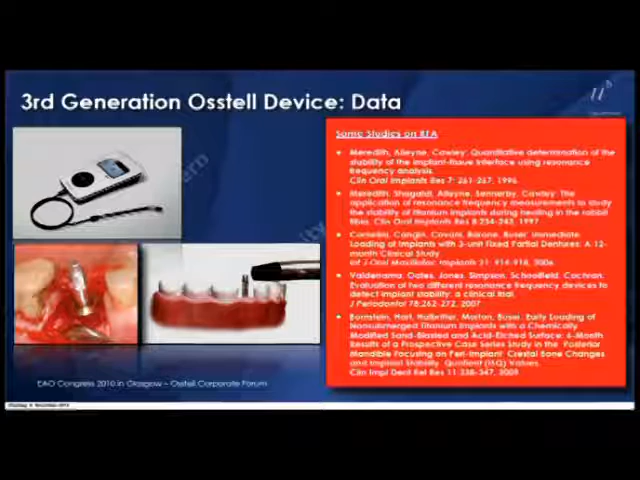 3rd Generation Osstell Device: Data
Some Studies on RFA
Meredith, Alleyne, Cawley: Quantitative determination of the
stability of the implant-tissue interface using resonance
frequency analysis.
Clin Oral Implants Res 7: 261-267, 1996
Meredith, Shagaldi, Alleyne, Sennerby, Cawley: The
application of resonance frequency measurements to study
the stability of titanium implants during healing in the rabbit
tibia. Clin Oral Implants Res 8:234-243, 1997
Cornelini, Cangin, Covani, Barone, Buser: Immediate
Loading of Implants with 3-unit Fixed Partial Dentures: A 12-
month Clinical Study
Int J Oral Maxillofac Implants 21: 914-918, 2006
Valderrama, Oates, Jones, Simpson, Schoolfield, Cochran:
Evaluation of two different resonance frequency devices to
detect implant stability: a clinical trial.
J Periodontol 78:262-272, 2007
Bornstein, Hart, Halbritter, Morton, Buser: Early Loading of
Nonsubmerged Titanium Implants with a Chemically
Modified Sand-Blasted and Acid-Etched Surface: 6-Month
Results of a Prospective Case Series Study in the Posterior
Mandible Focusing on Peri-Implant Crestal Bone Changes
and Implant Stability Quotient (ISQ) Values.
Clin Impl Dent Rel Res 11:338-347, 2009
EAO Congress 2010 in Glasgow – Osstell Corporate Forum